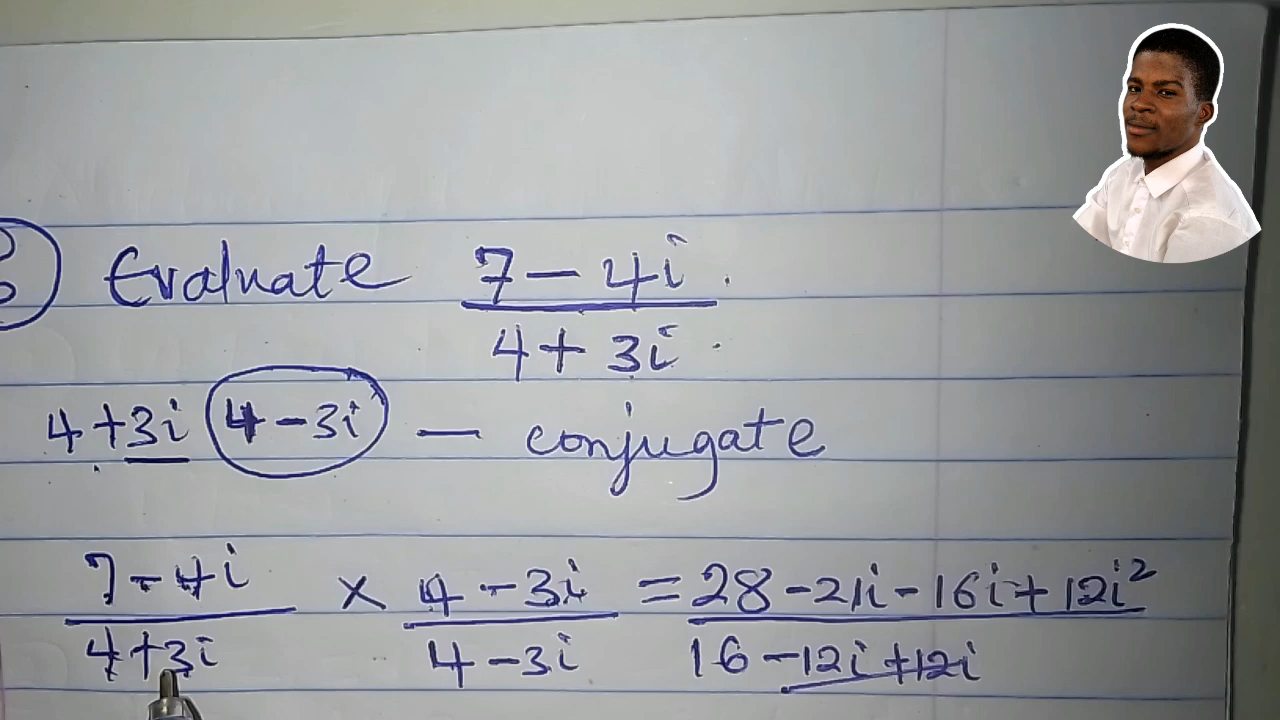 Evaluate 7 - 4i
4 + 3i
4 + 3i 4 - 3i - conjugate
7 - 4i × 4 - 3i = 28 - 21i - 16i + 12i²
4 + 3i 4 - 3i 16 - 12i + 12i